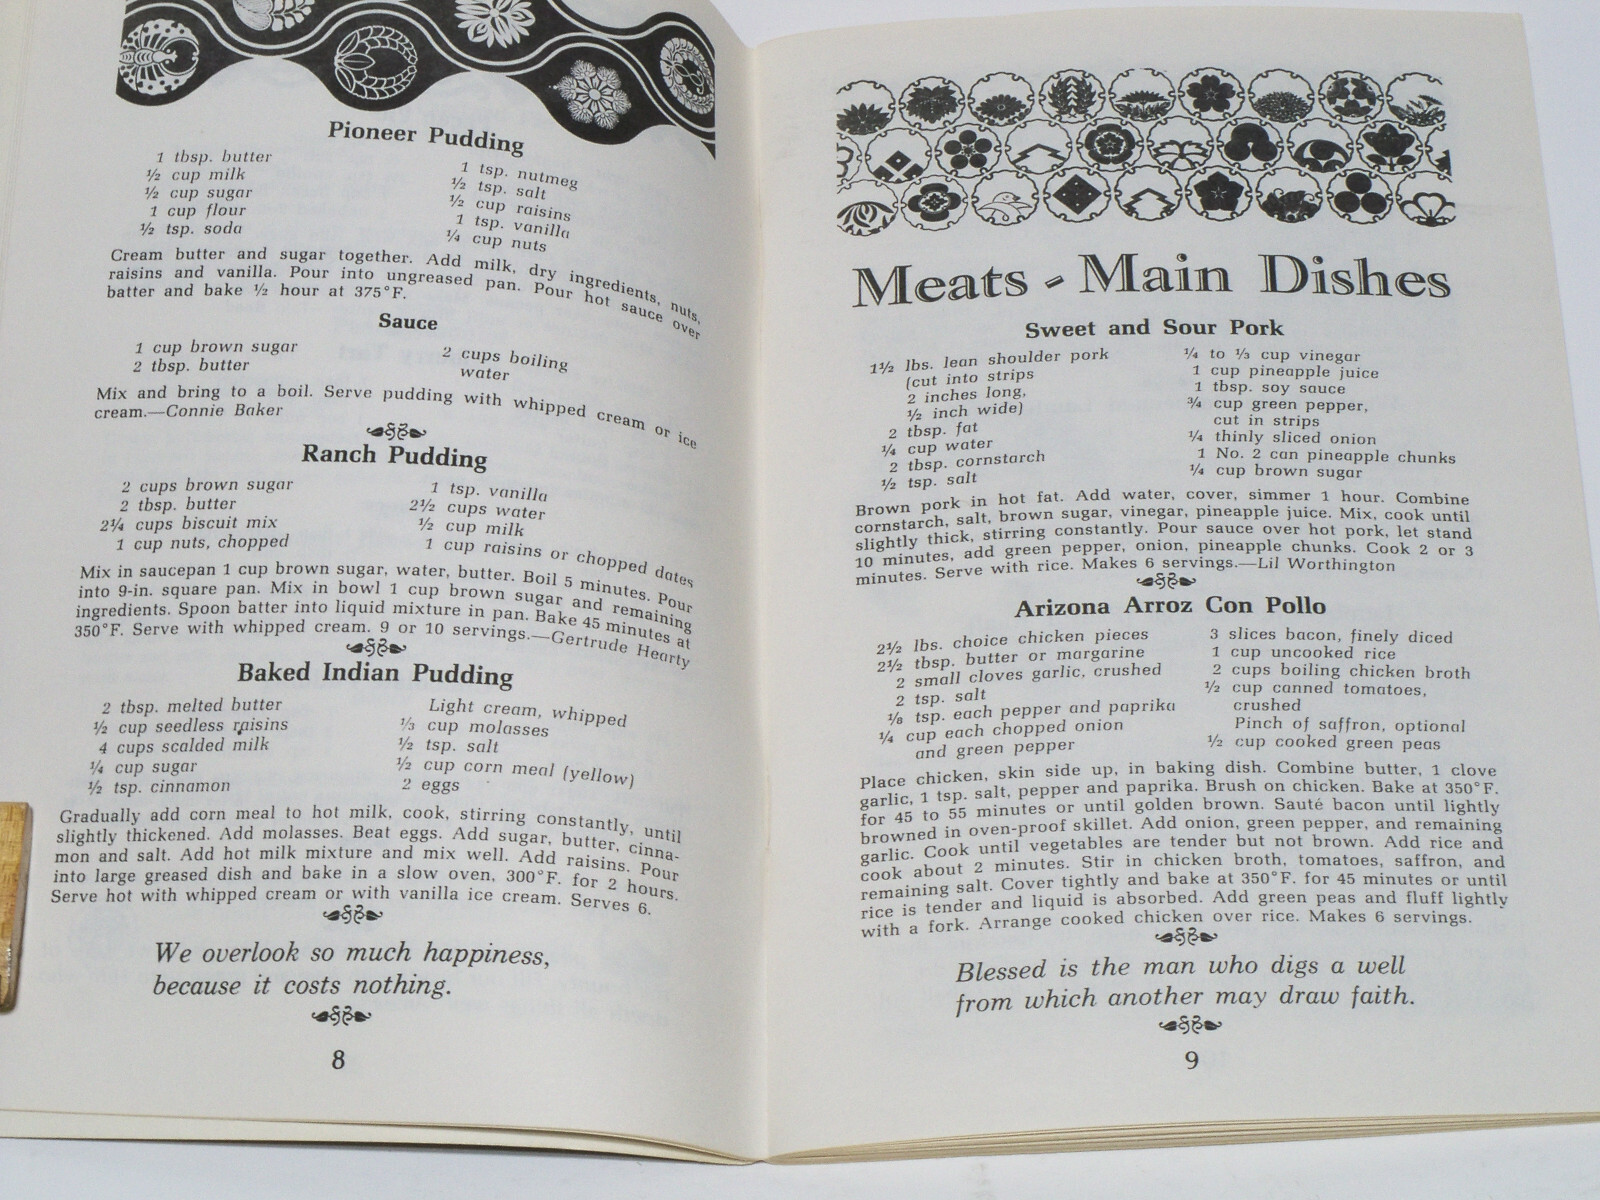 Pioneer Pudding
1 tbsp. butter
½ cup milk
½ cup sugar
1 cup flour
½ tsp. soda
1 tsp. nutmeg
½ tsp. salt
½ cup raisins
1 tsp. vanilla
¼ cup nuts
Cream butter and sugar together. Add milk, dry ingredients, nuts,
raisins and vanilla. Pour into ungreased pan. Pour hot sauce over
batter and bake ½ hour at 375°F.
Sauce
1 cup brown sugar
2 tbsp. butter
2 cups boiling
water
Mix and bring to a boil. Serve pudding with whipped cream or ice
cream.—Connie Baker
Ranch Pudding
2 cups brown sugar
2 tbsp. butter
2¼ cups biscuit mix
1 cup nuts, chopped
1 tsp. vanilla
2½ cups water
½ cup milk
1 cup raisins or chopped dates
Mix in saucepan 1 cup brown sugar, water, butter. Boil 5 minutes. Pour
into 9-in. square pan. Mix in bowl 1 cup brown sugar and remaining
ingredients. Spoon batter into liquid mixture in pan. Bake 45 minutes at
350°F. Serve with whipped cream. 9 or 10 servings.—Gertrude Hearty
Baked Indian Pudding
2 tbsp. melted butter
½ cup seedless raisins
4 cups scalded milk
¼ cup sugar
½ tsp. cinnamon
Light cream, whipped
⅓ cup molasses
½ tsp. salt
½ cup corn meal (yellow)
2 eggs
Gradually add corn meal to hot milk, cook, stirring constantly, until
slightly thickened. Add molasses. Beat eggs. Add sugar, butter, cinna-
mon and salt. Add hot milk mixture and mix well. Add raisins. Pour
into large greased dish and bake in a slow oven, 300°F. for 2 hours.
Serve hot with whipped cream or with vanilla ice cream. Serves 6.
We overlook so much happiness,
because it costs nothing.
8
Meats - Main Dishes
Sweet and Sour Pork
1½ lbs. lean shoulder pork
(cut into strips
2 inches long,
½ inch wide)
2 tbsp. fat
¼ cup water
2 tbsp. cornstarch
½ tsp. salt
¼ to ⅓ cup vinegar
1 cup pineapple juice
1 tbsp. soy sauce
¾ cup green pepper,
cut in strips
¼ thinly sliced onion
1 No. 2 can pineapple chunks
¼ cup brown sugar
Brown pork in hot fat. Add water, cover, simmer 1 hour. Combine
cornstarch, salt, brown sugar, vinegar, pineapple juice. Mix, cook until
slightly thick, stirring constantly. Pour sauce over hot pork, let stand
10 minutes, add green pepper, onion, pineapple chunks. Cook 2 or 3
minutes. Serve with rice. Makes 6 servings.—Lil Worthington
Arizona Arroz Con Pollo
2½ lbs. choice chicken pieces
2½ tbsp. butter or margarine
2 small cloves garlic, crushed
2 tsp. salt
⅛ tsp. each pepper and paprika
¼ cup each chopped onion
and green pepper
3 slices bacon, finely diced
1 cup uncooked rice
2 cups boiling chicken broth
½ cup canned tomatoes,
crushed
Pinch of saffron, optional
½ cup cooked green peas
Place chicken, skin side up, in baking dish. Combine butter, 1 clove
garlic, 1 tsp. salt, pepper and paprika. Brush on chicken. Bake at 350°F.
for 45 to 55 minutes or until golden brown. Sauté bacon until lightly
browned in oven-proof skillet. Add onion, green pepper, and remaining
garlic. Cook until vegetables are tender but not brown. Add rice and
cook about 2 minutes. Stir in chicken broth, tomatoes, saffron, and
remaining salt. Cover tightly and bake at 350°F. for 45 minutes or until
rice is tender and liquid is absorbed. Add green peas and fluff lightly
with a fork. Arrange cooked chicken over rice. Makes 6 servings.
Blessed is the man who digs a well
from which another may draw faith.
9